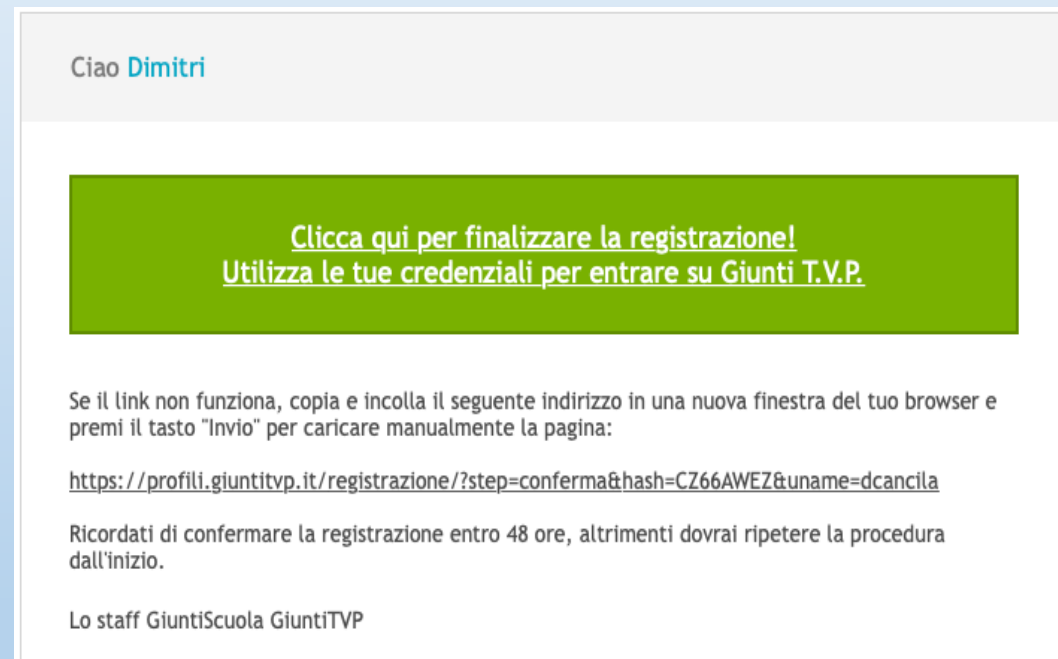 Ciao Dimitri
Clicca qui per finalizzare la registrazione!
Utilizza le tue credenziali per entrare su Giunti T.V.P.
Se il link non funziona, copia e incolla il seguente indirizzo in una nuova finestra del tuo browser e
premi il tasto "Invio" per caricare manualmente la pagina:
https://profili.giuntitvp.it/registrazione/?step=conferma&hash=CZ66AWEZ&uname=dcancila
Ricordati di confermare la registrazione entro 48 ore, altrimenti dovrai ripetere la procedura
dall'inizio.
Lo staff GiuntiScuola GiuntiTVP